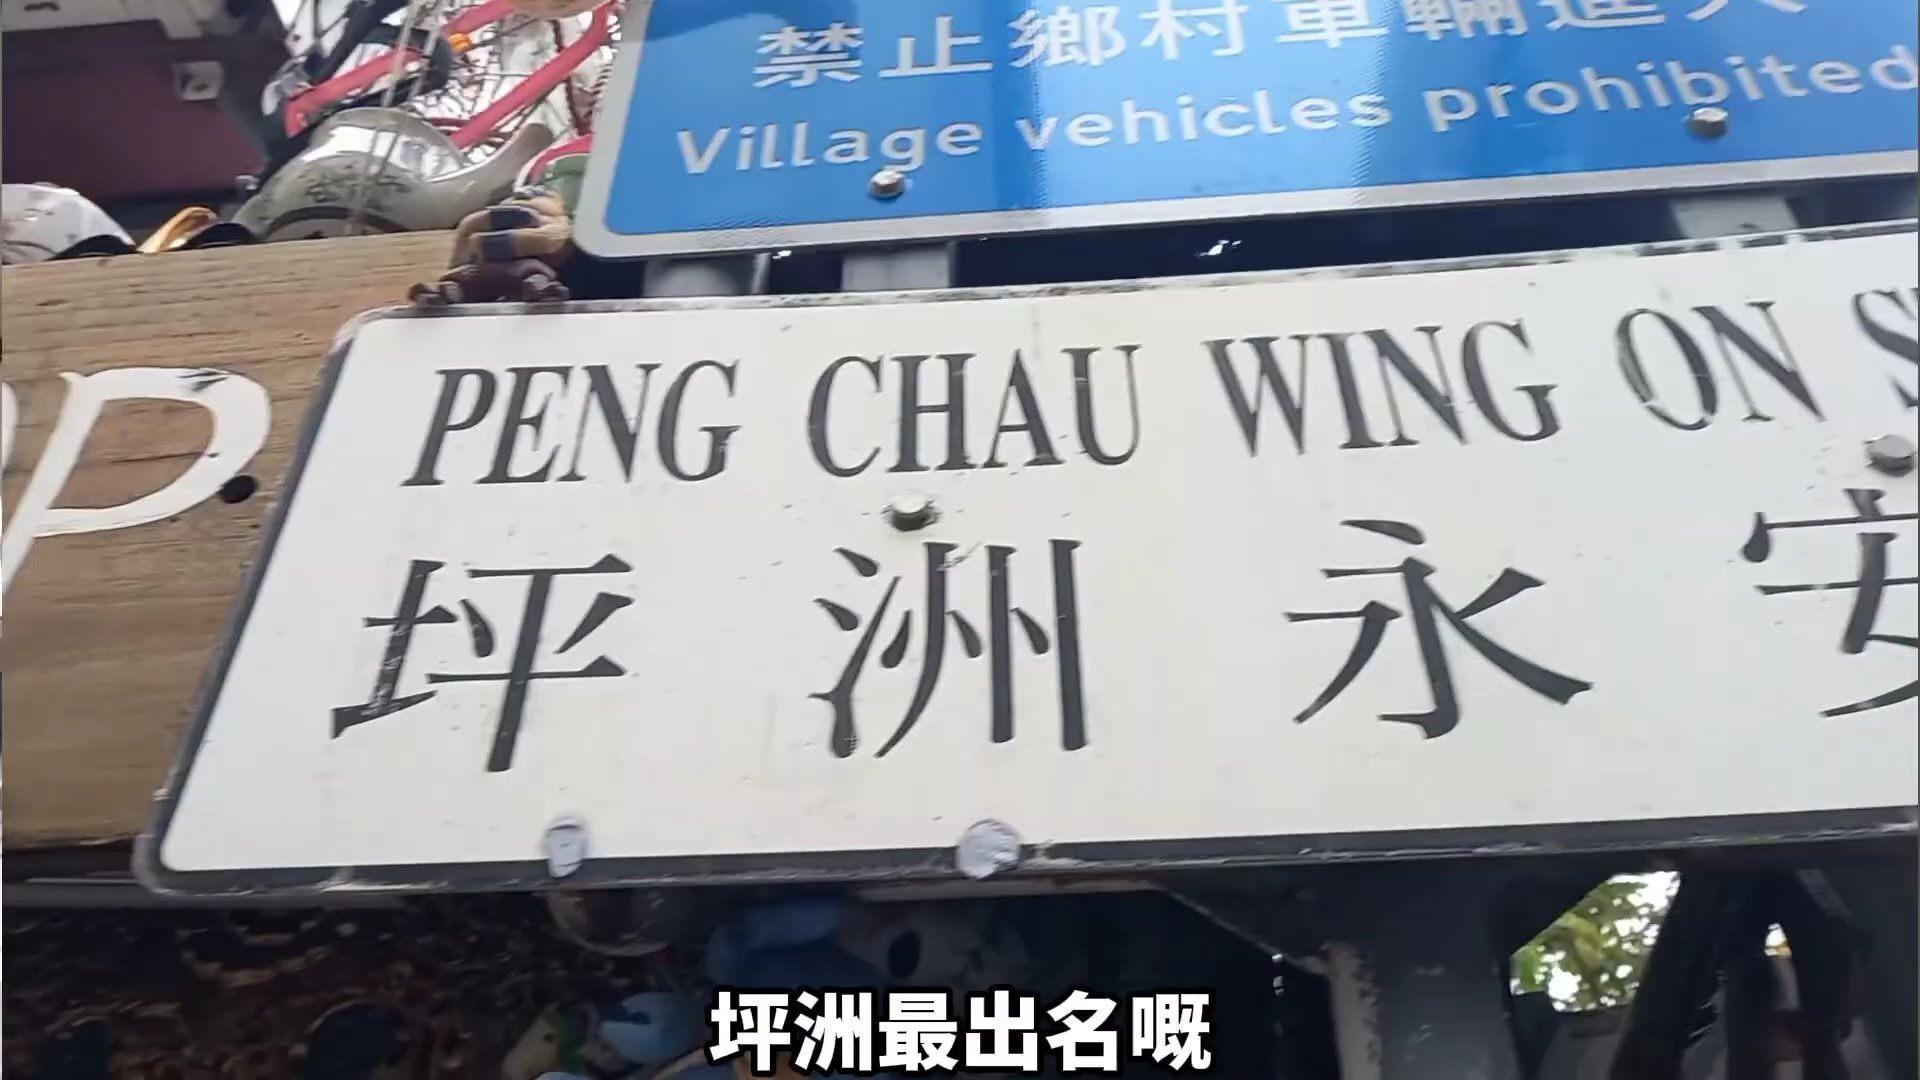 禁止鄉村車輛進入
Village vehicles prohibited
P
PENG CHAU WING ON S
坪洲永安
坪洲最出名嘅